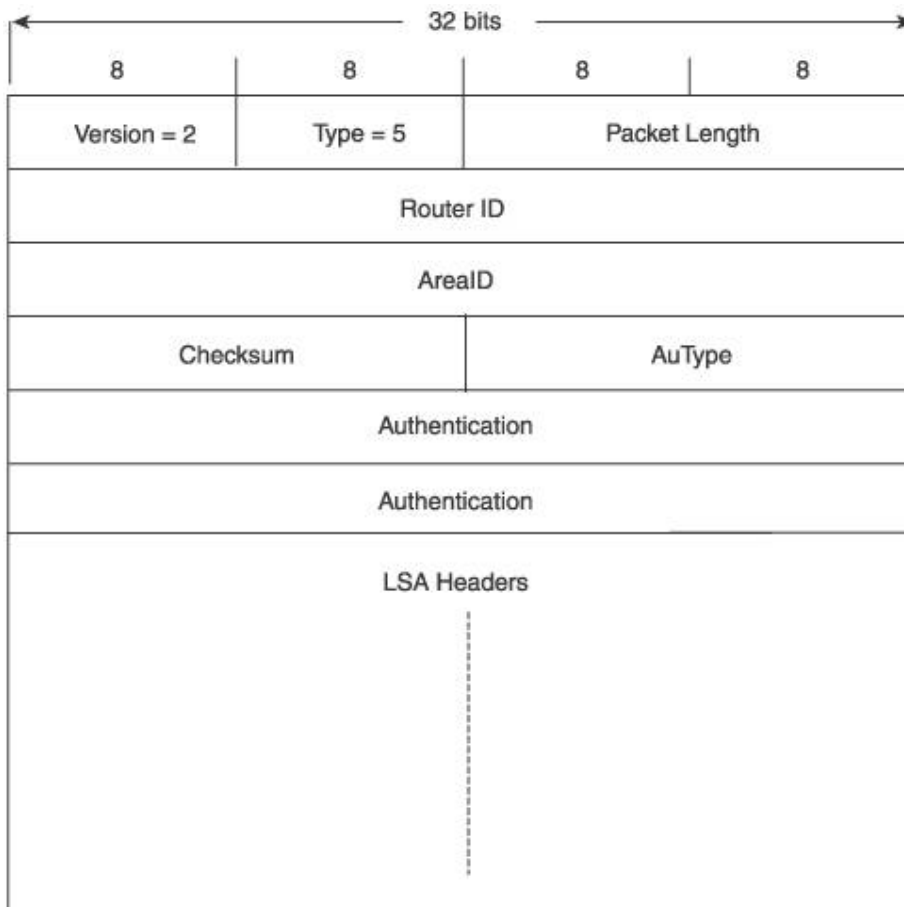 32 bits
8 8 8 8
Version = 2 Type = 5 Packet Length
Router ID
AreaID
Checksum AuType
Authentication
Authentication
LSA Headers